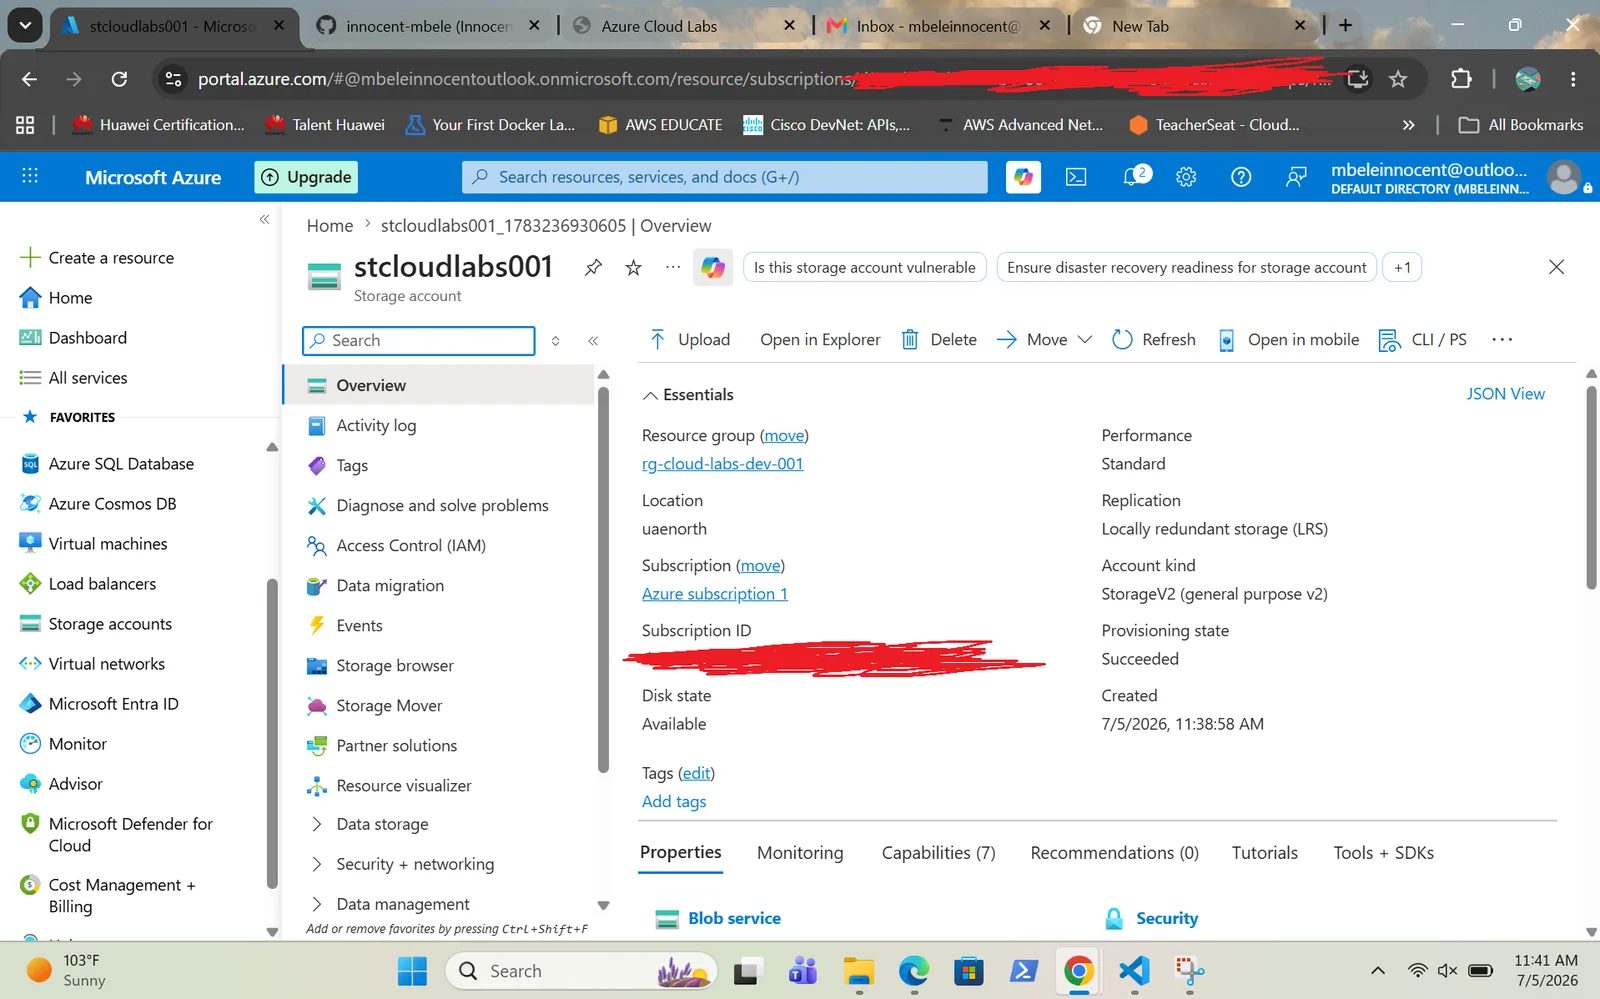 stcloudlabs001 - Microso
innocent-mbele (Innocen
Azure Cloud Labs
Inbox - mbeleinnocent@
New Tab
portal.azure.com/#@mbeleinnocentoutlook.onmicrosoft.com/resource/subscriptions/
Huawei Certification...
Talent Huawei
Your First Docker La...
AWS EDUCATE
Cisco DevNet: APIs,...
AWS Advanced Net...
TeacherSeat - Cloud...
All Bookmarks
Microsoft Azure
Upgrade
Search resources, services, and docs (G+/)
2
mbeleinnocent@outloo...
DEFAULT DIRECTORY (MBELEINN...
Create a resource
Home
Dashboard
All services
FAVORITES
Azure SQL Database
Azure Cosmos DB
Virtual machines
Load balancers
Storage accounts
Virtual networks
Microsoft Entra ID
Monitor
Advisor
Microsoft Defender for
Cloud
Cost Management +
Billing
Home > stcloudlabs001_1783236930605 | Overview
stcloudlabs001
Storage account
Is this storage account vulnerable
Ensure disaster recovery readiness for storage account
+1
Search
Overview
Activity log
Tags
Diagnose and solve problems
Access Control (IAM)
Data migration
Events
Storage browser
Storage Mover
Partner solutions
Resource visualizer
Data storage
Security + networking
Data management
Add or remove favorites by pressing Ctrl+Shift+F
Upload
Open in Explorer
Delete
Move
Refresh
Open in mobile
CLI / PS
Essentials
JSON View
Resource group (move)
rg-cloud-labs-dev-001
Location
uaenorth
Subscription (move)
Azure subscription 1
Subscription ID
Disk state
Available
Performance
Standard
Replication
Locally redundant storage (LRS)
Account kind
StorageV2 (general purpose v2)
Provisioning state
Succeeded
Created
7/5/2026, 11:38:58 AM
Tags (edit)
Add tags
Properties
Monitoring
Capabilities (7)
Recommendations (0)
Tutorials
Tools + SDKs
Blob service
Security
103°F
Sunny
Search
11:41 AM
7/5/2026